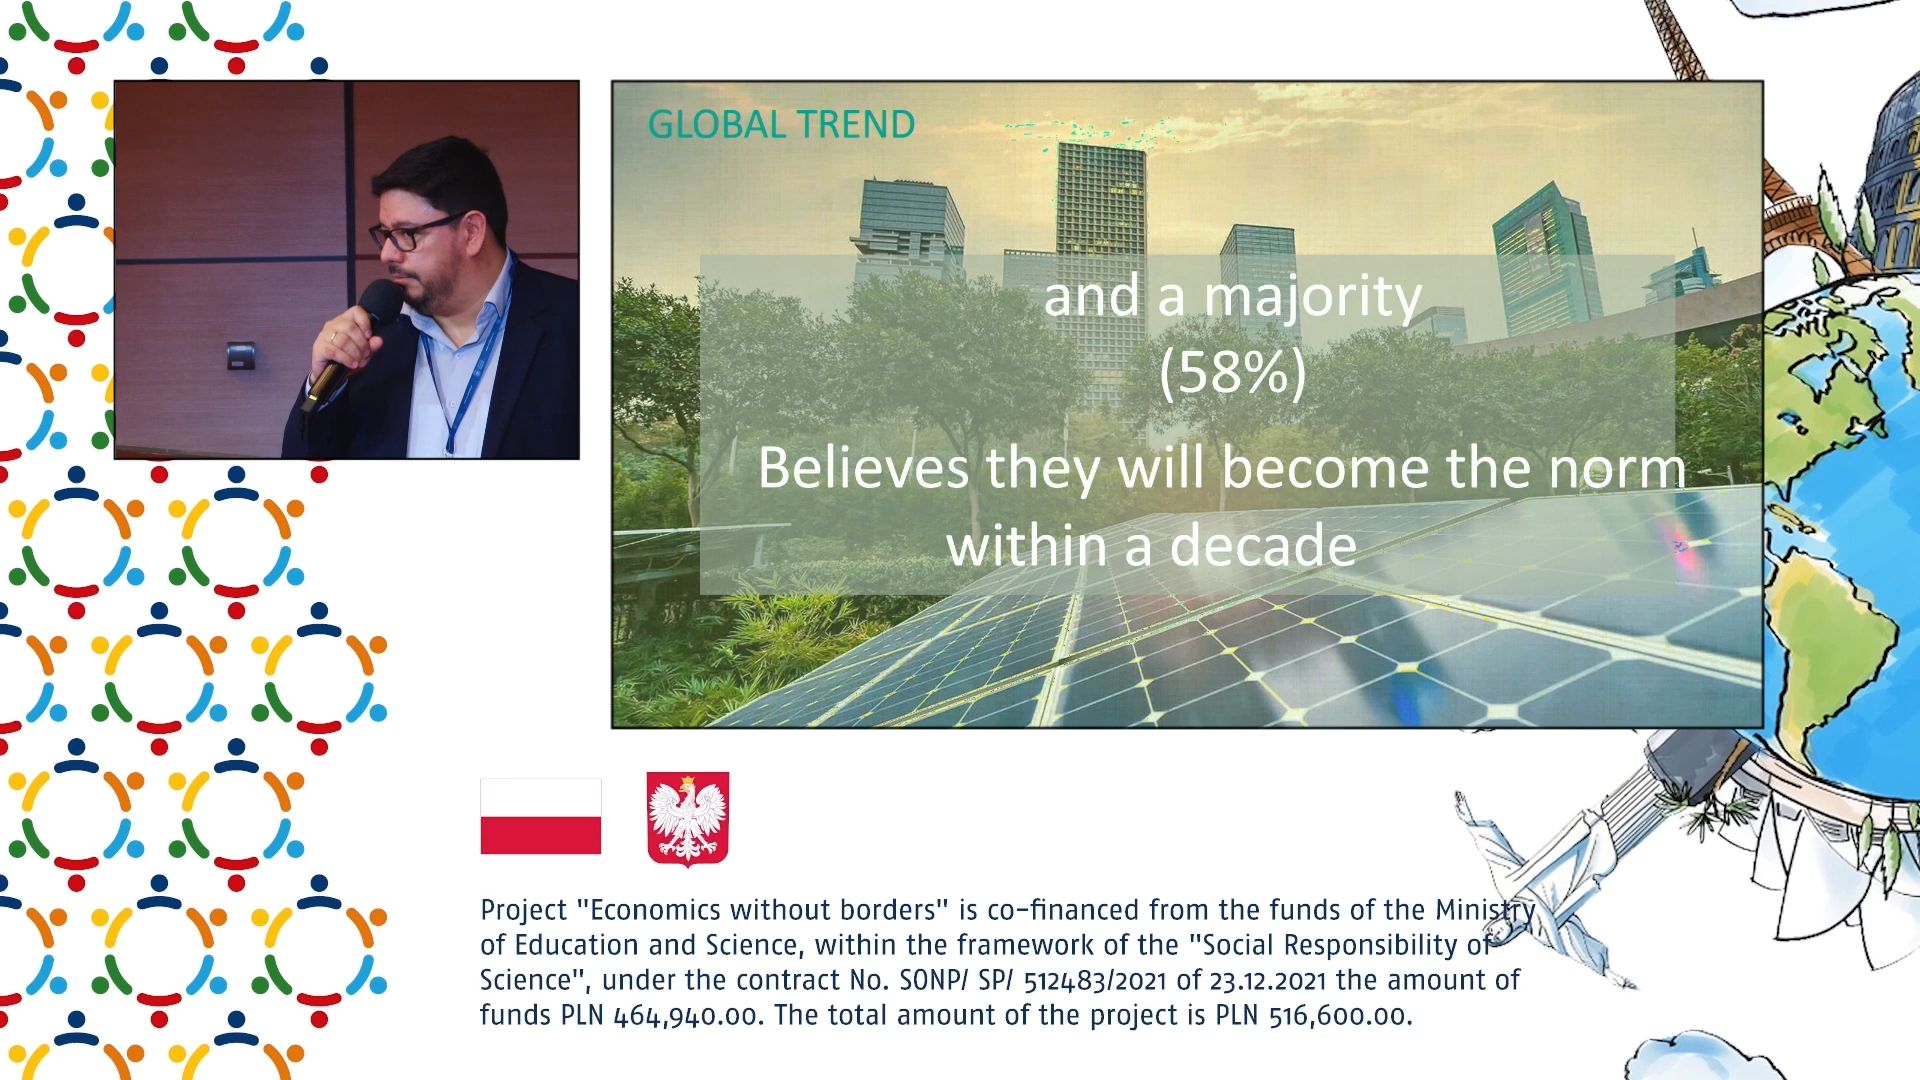 GLOBAL TREND
and a majority
(58%)
Believes they will become the norm
within a decade
Project "Economics without borders" is co-financed from the funds of the Ministry
of Education and Science, within the framework of the "Social Responsibility of
Science", under the contract No. SONP/ SP/ 512483/2021 of 23.12.2021 the amount of
funds PLN 464,940.00. The total amount of the project is PLN 516,600.00.